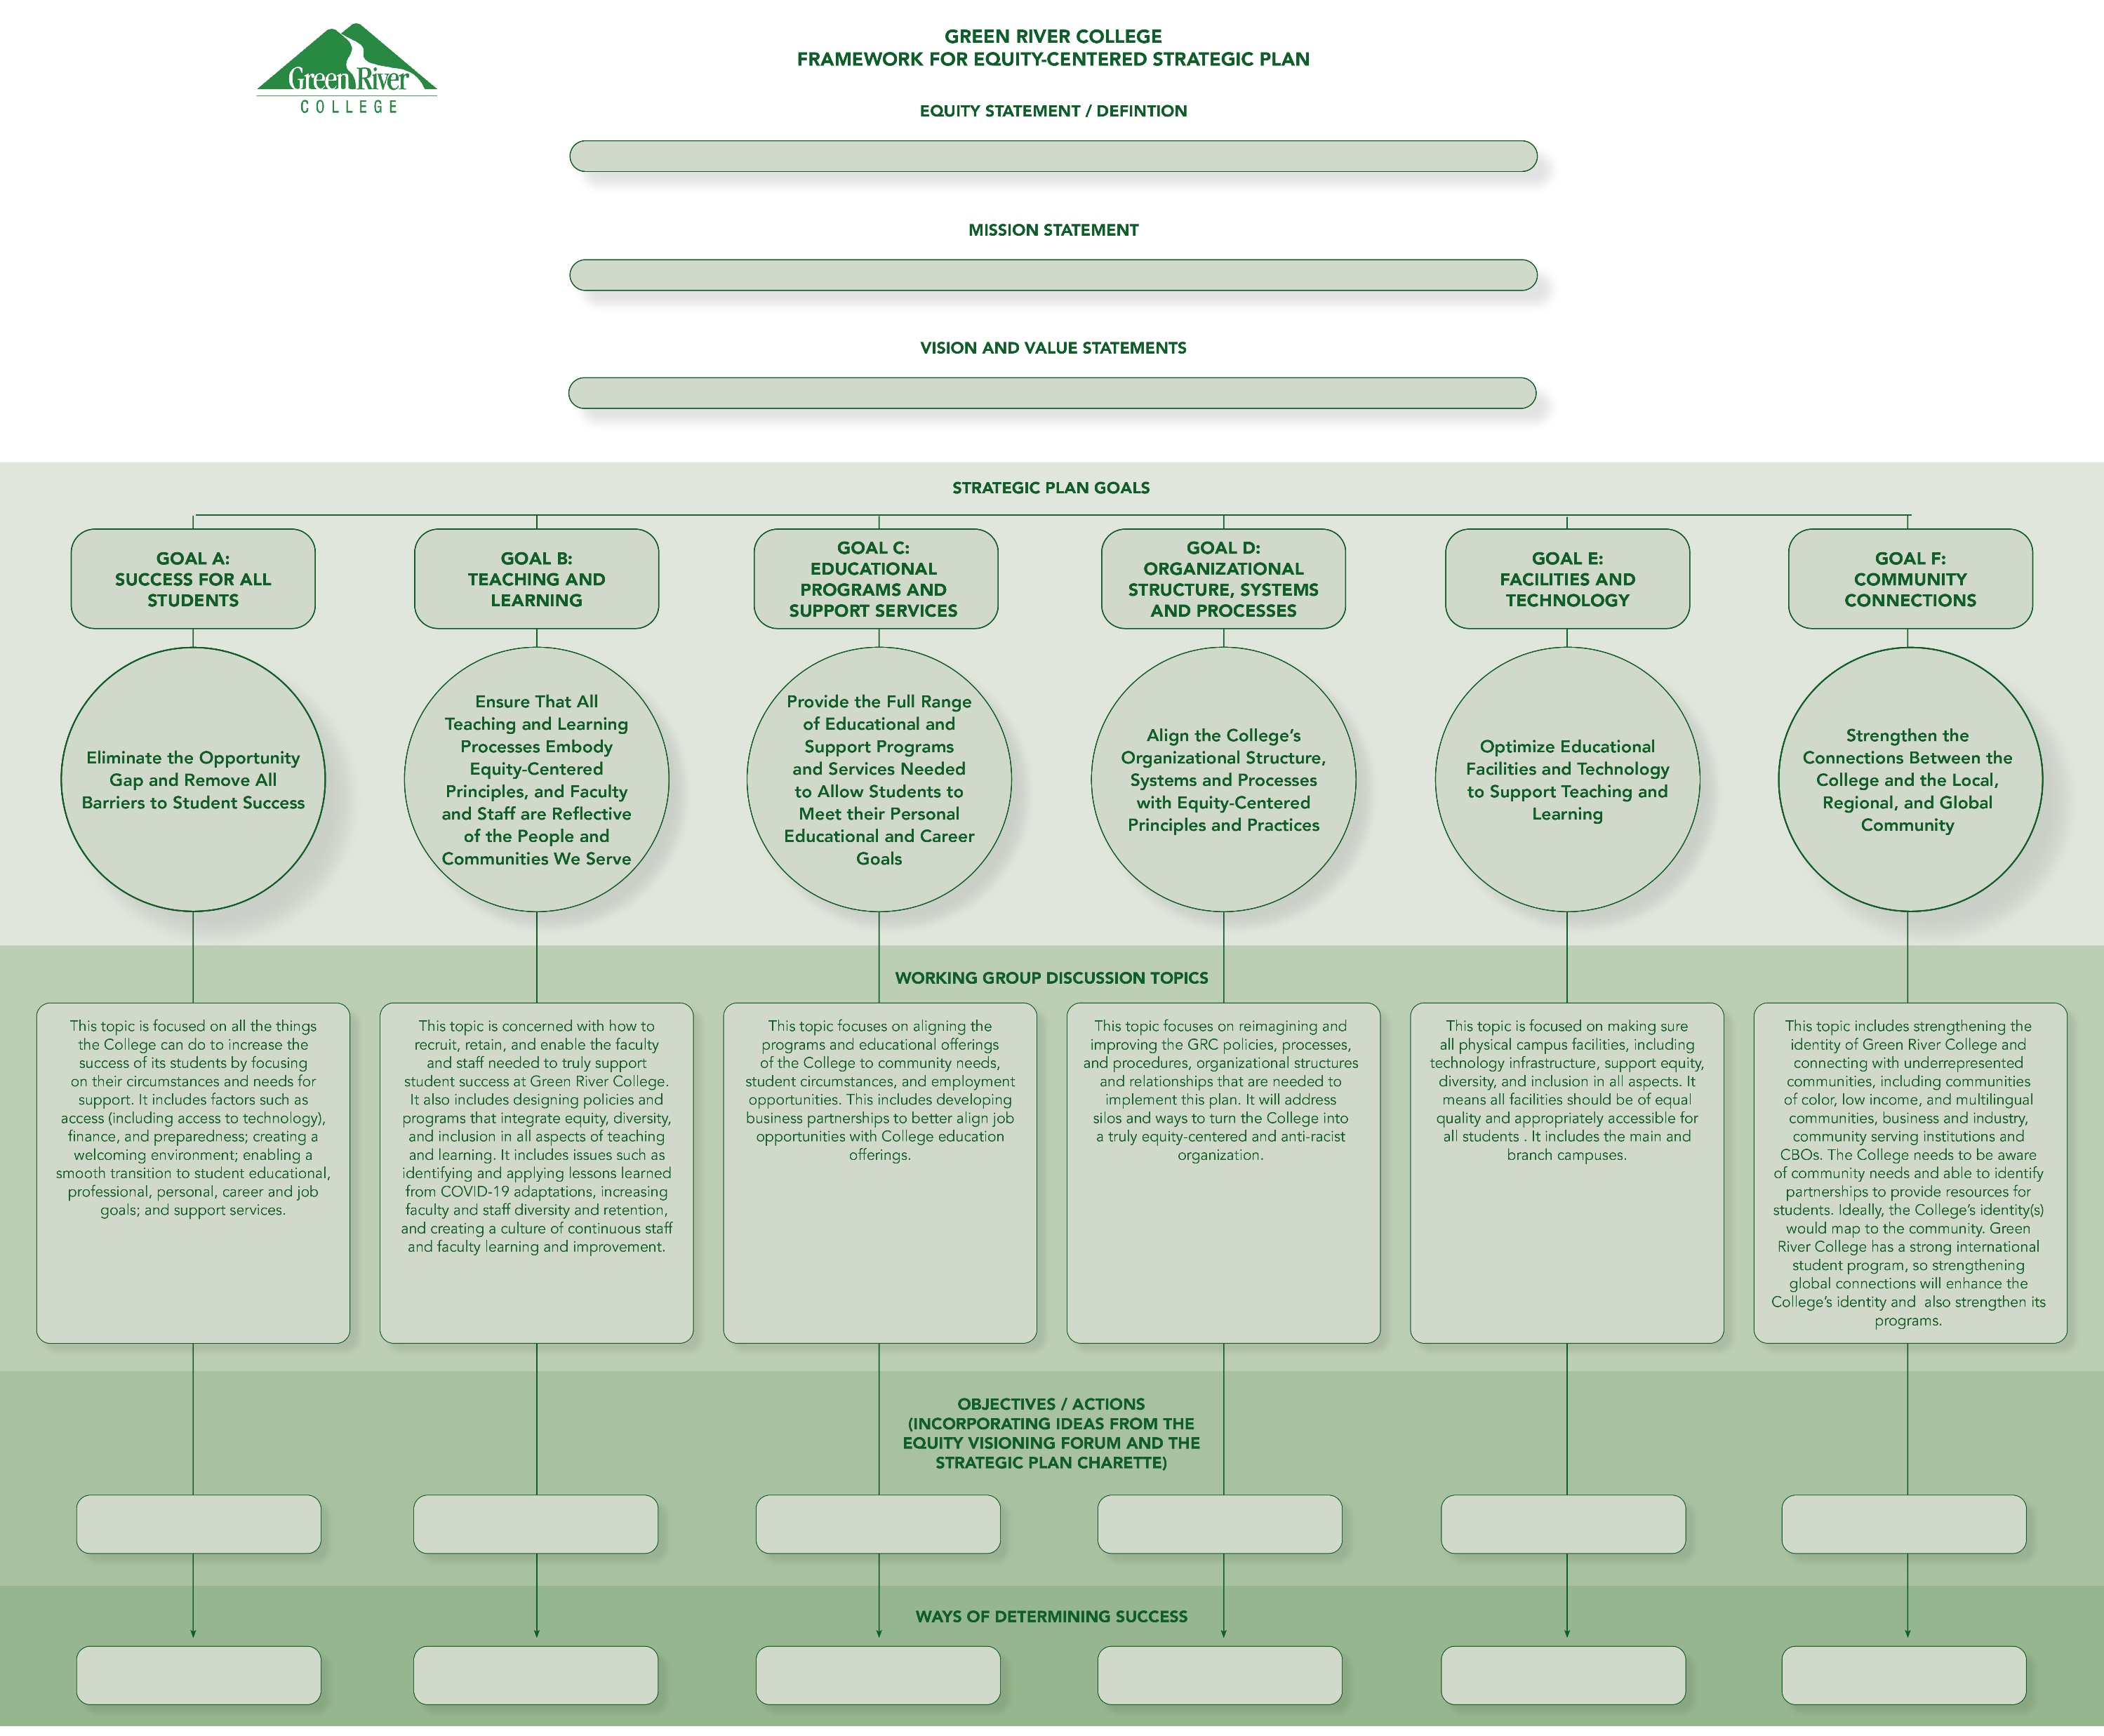 Green River
COLLEGE
GREEN RIVER COLLEGE
FRAMEWORK FOR EQUITY-CENTERED STRATEGIC PLAN
EQUITY STATEMENT / DEFINTION
MISSION STATEMENT
VISION AND VALUE STATEMENTS
STRATEGIC PLAN GOALS
GOAL A:
SUCCESS FOR ALL
STUDENTS
GOAL B:
TEACHING AND
LEARNING
GOAL C:
EDUCATIONAL
PROGRAMS AND
SUPPORT SERVICES
GOAL D:
ORGANIZATIONAL
STRUCTURE, SYSTEMS
AND PROCESSES
GOAL E:
FACILITIES AND
TECHNOLOGY
GOAL F:
COMMUNITY
CONNECTIONS
Eliminate the Opportunity
Gap and Remove All
Barriers to Student Success
Ensure That All
Teaching and Learning
Processes Embody
Equity-Centered
Principles, and Faculty
and Staff are Reflective
of the People and
Communities We Serve
Provide the Full Range
of Educational and
Support Programs
and Services Needed
to Allow Students to
Meet their Personal
Educational and Career
Goals
Align the College's
Organizational Structure,
Systems and Processes
with Equity-Centered
Principles and Practices
Optimize Educational
Facilities and Technology
to Support Teaching and
Learning
Strengthen the
Connections Between the
College and the Local,
Regional, and Global
Community
WORKING GROUP DISCUSSION TOPICS
This topic is focused on all the things
the College can do to increase the
success of its students by focusing
on their circumstances and needs for
support. It includes factors such as
access (including access to technology),
finance, and preparedness; creating a
welcoming environment; enabling a
smooth transition to student educational,
professional, personal, career and job
goals; and support services.
This topic is concerned with how to
recruit, retain, and enable the faculty
and staff needed to truly support
student success at Green River College.
It also includes designing policies and
programs that integrate equity, diversity,
and inclusion in all aspects of teaching
and learning. It includes issues such as
identifying and applying lessons learned
from COVID-19 adaptations, increasing
faculty and staff diversity and retention,
and creating a culture of continuous staff
and faculty learning and improvement.
This topic focuses on aligning the
programs and educational offerings
of the College to community needs,
student circumstances, and employment
opportunities. This includes developing
business partnerships to better align job
opportunities with College education
offerings.
This topic focuses on reimagining and
improving the GRC policies, processes,
and procedures, organizational structures
and relationships that are needed to
implement this plan. It will address
silos and ways to turn the College into
a truly equity-centered and anti-racist
organization.
This topic is focused on making sure
all physical campus facilities, including
technology infrastructure, support equity,
diversity, and inclusion in all aspects. It
means all facilities should be of equal
quality and appropriately accessible for
all students . It includes the main and
branch campuses.
This topic includes strengthening the
identity of Green River College and
connecting with underrepresented
communities, including communities
of color, low income, and multilingual
communities, business and industry,
community serving institutions and
CBOs. The College needs to be aware
of community needs and able to identify
partnerships to provide resources for
students. Ideally, the College's identity(s)
would map to the community. Green
River College has a strong international
student program, so strengthening
global connections will enhance the
College's identity and  also strengthen its
programs.
OBJECTIVES / ACTIONS
(INCORPORATING IDEAS FROM THE
EQUITY VISIONING FORUM AND THE
STRATEGIC PLAN CHARETTE)
WAYS OF DETERMINING SUCCESS